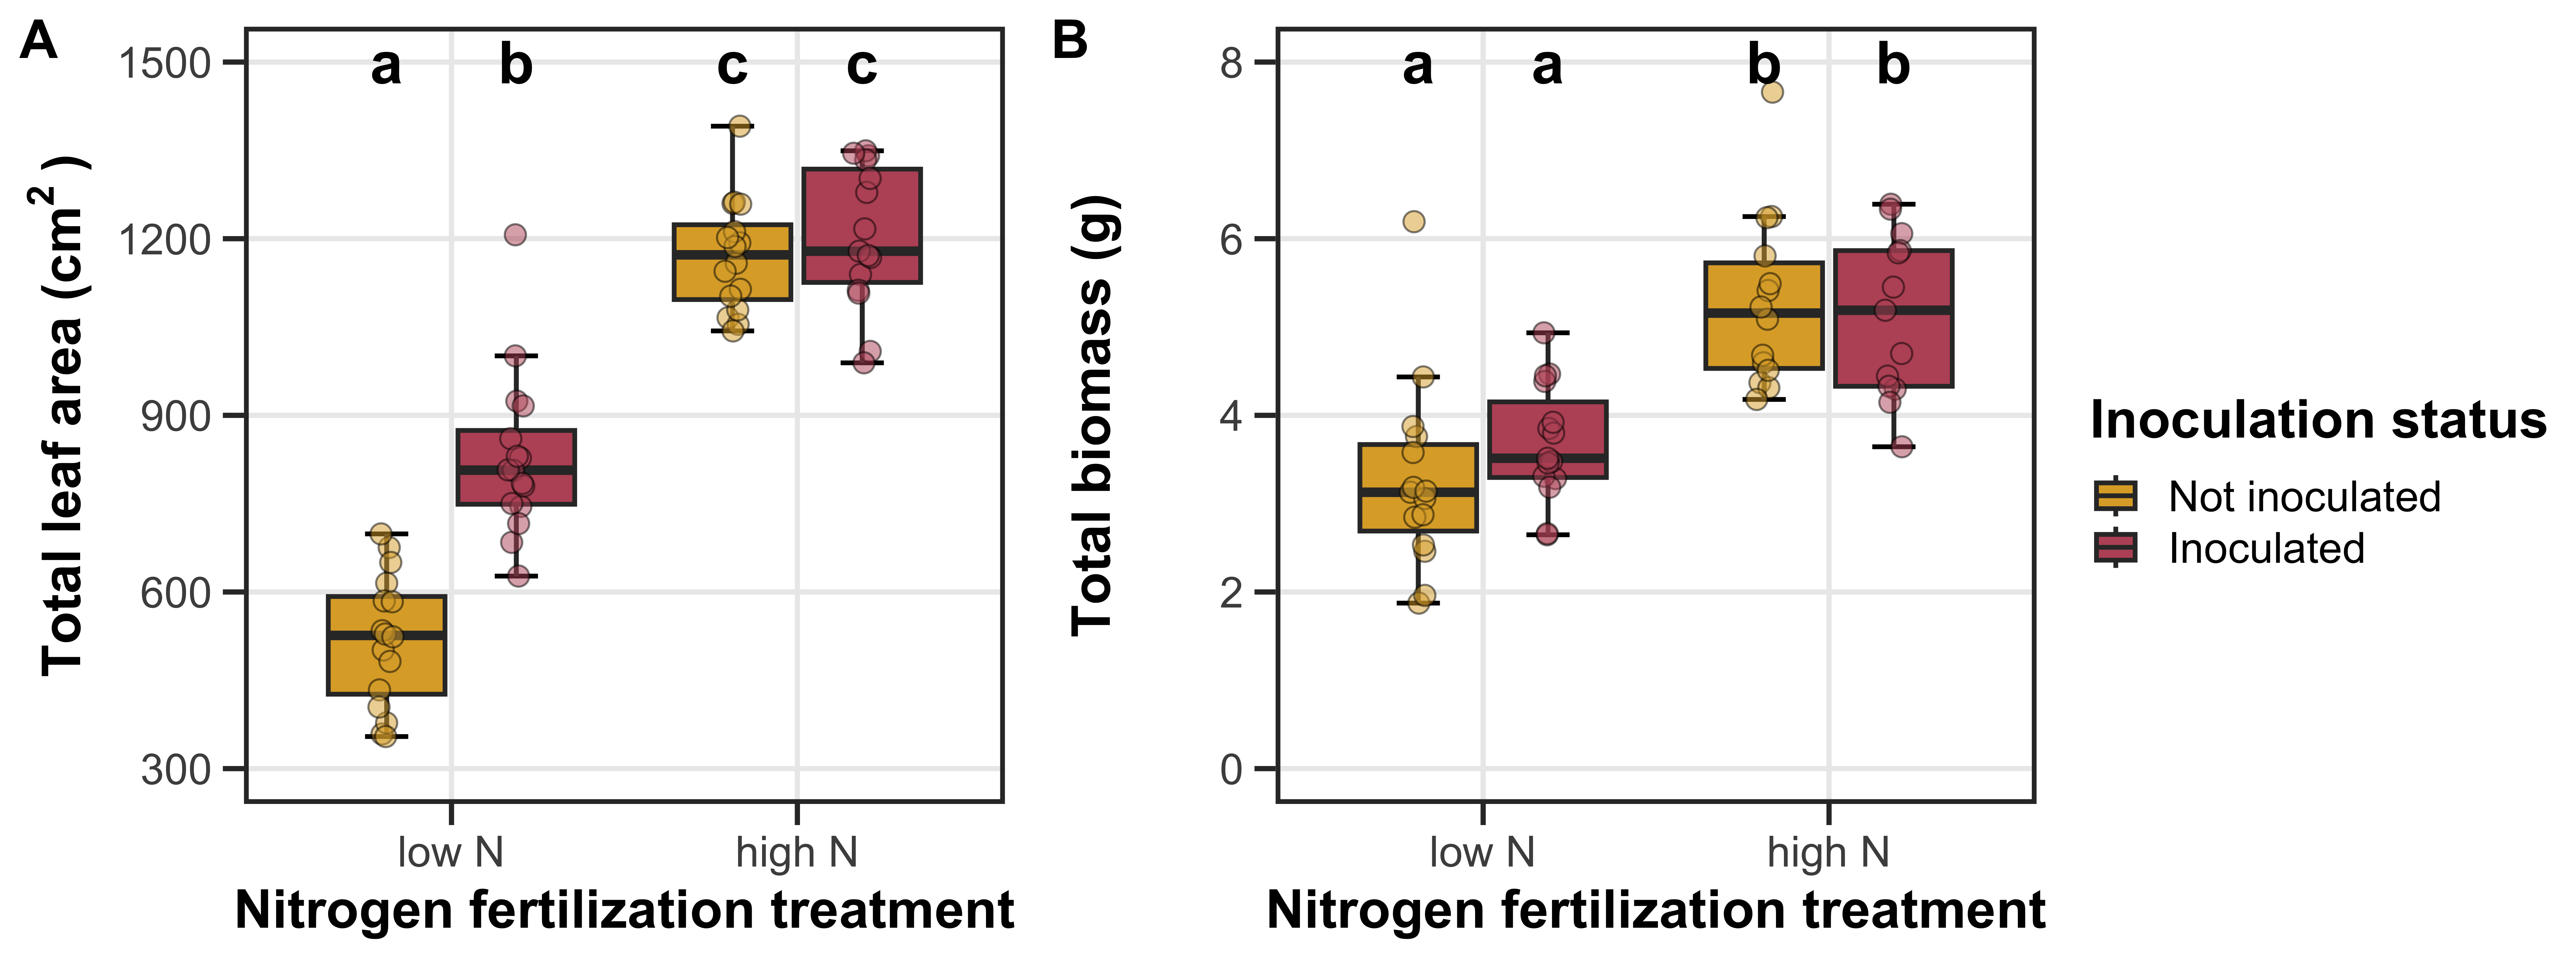 A
B
Total leaf area (cm²)
1500
1200
900
600
300
a b c c
low N high N
Nitrogen fertilization treatment
Total biomass (g)
8
6
4
2
0
a a b b
low N high N
Nitrogen fertilization treatment
Inoculation status
Not inoculated
Inoculated